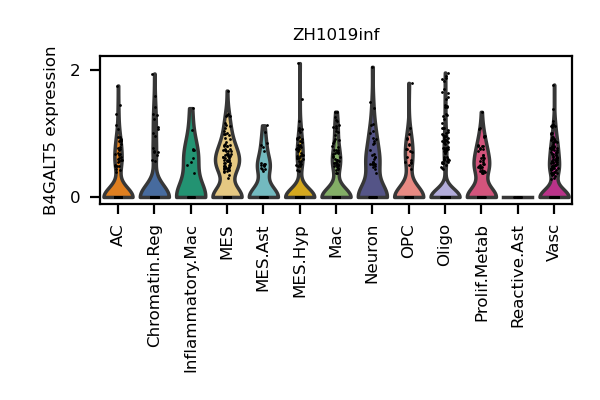 ZH1019inf
B4GALT5 expression
2
0
AC
Chromatin.Reg
Inflammatory.Mac
MES
MES.Ast
MES.Hyp
Mac
Neuron
OPC
Oligo
Prolif.Metab
Reactive.Ast
Vasc